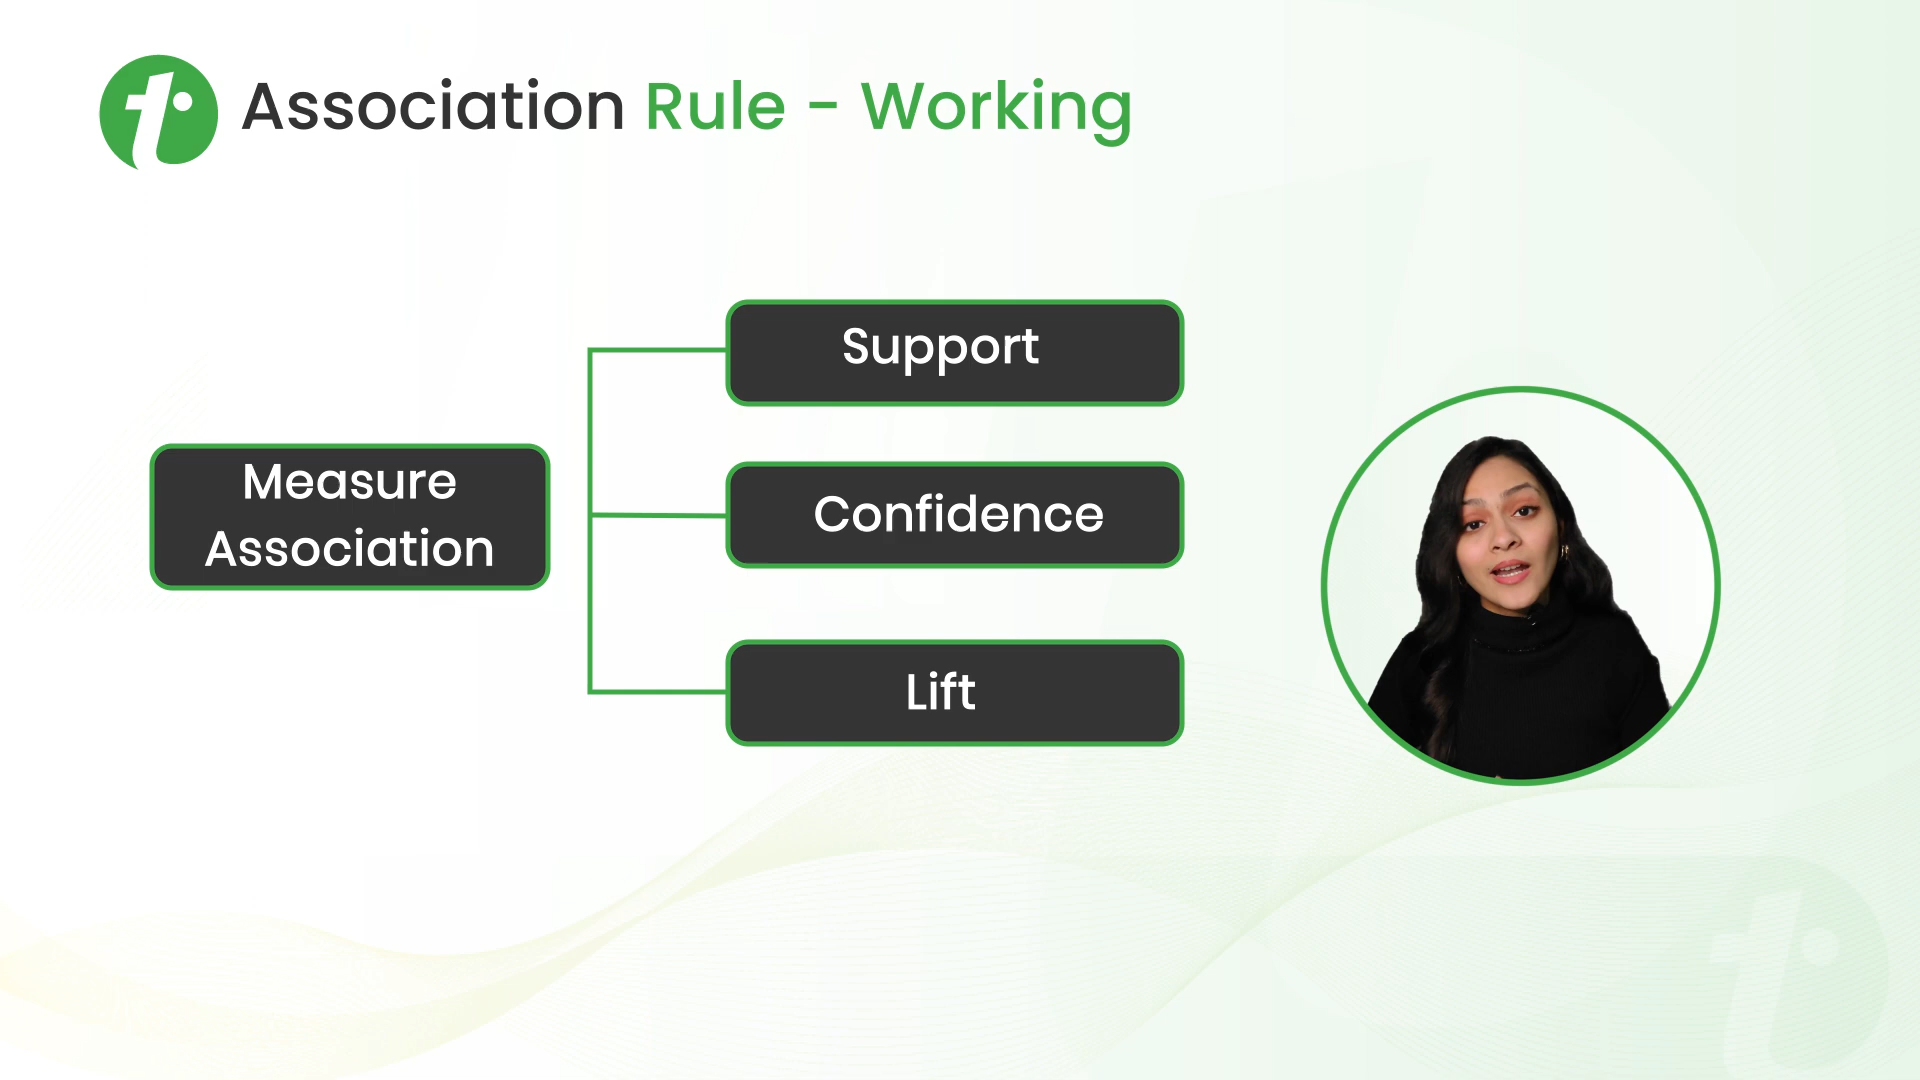 Association Rule - Working
Support
Measure
Association
Confidence
Lift